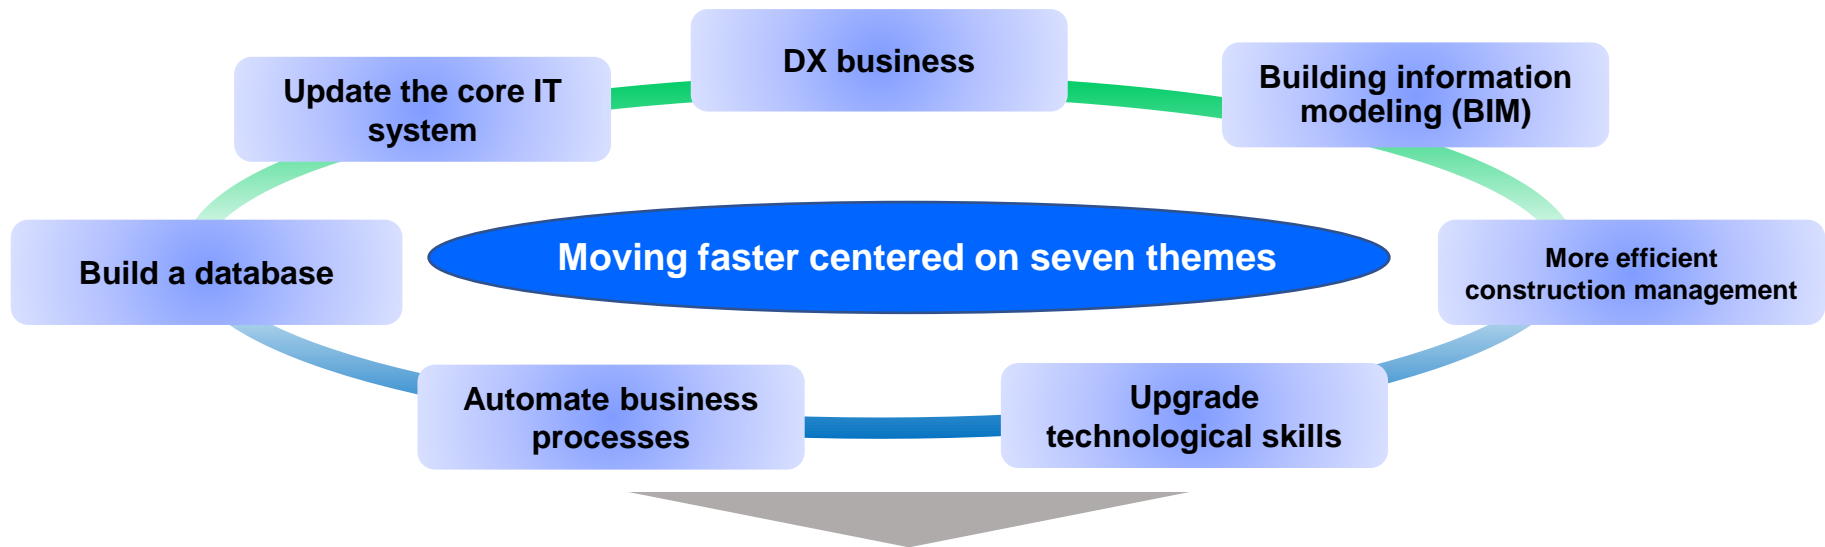 DX business
Update the core IT
system
Building information
modeling (BIM)
Build a database
Moving faster centered on seven themes
More efficient
construction management
Automate business
processes
Upgrade
technological skills